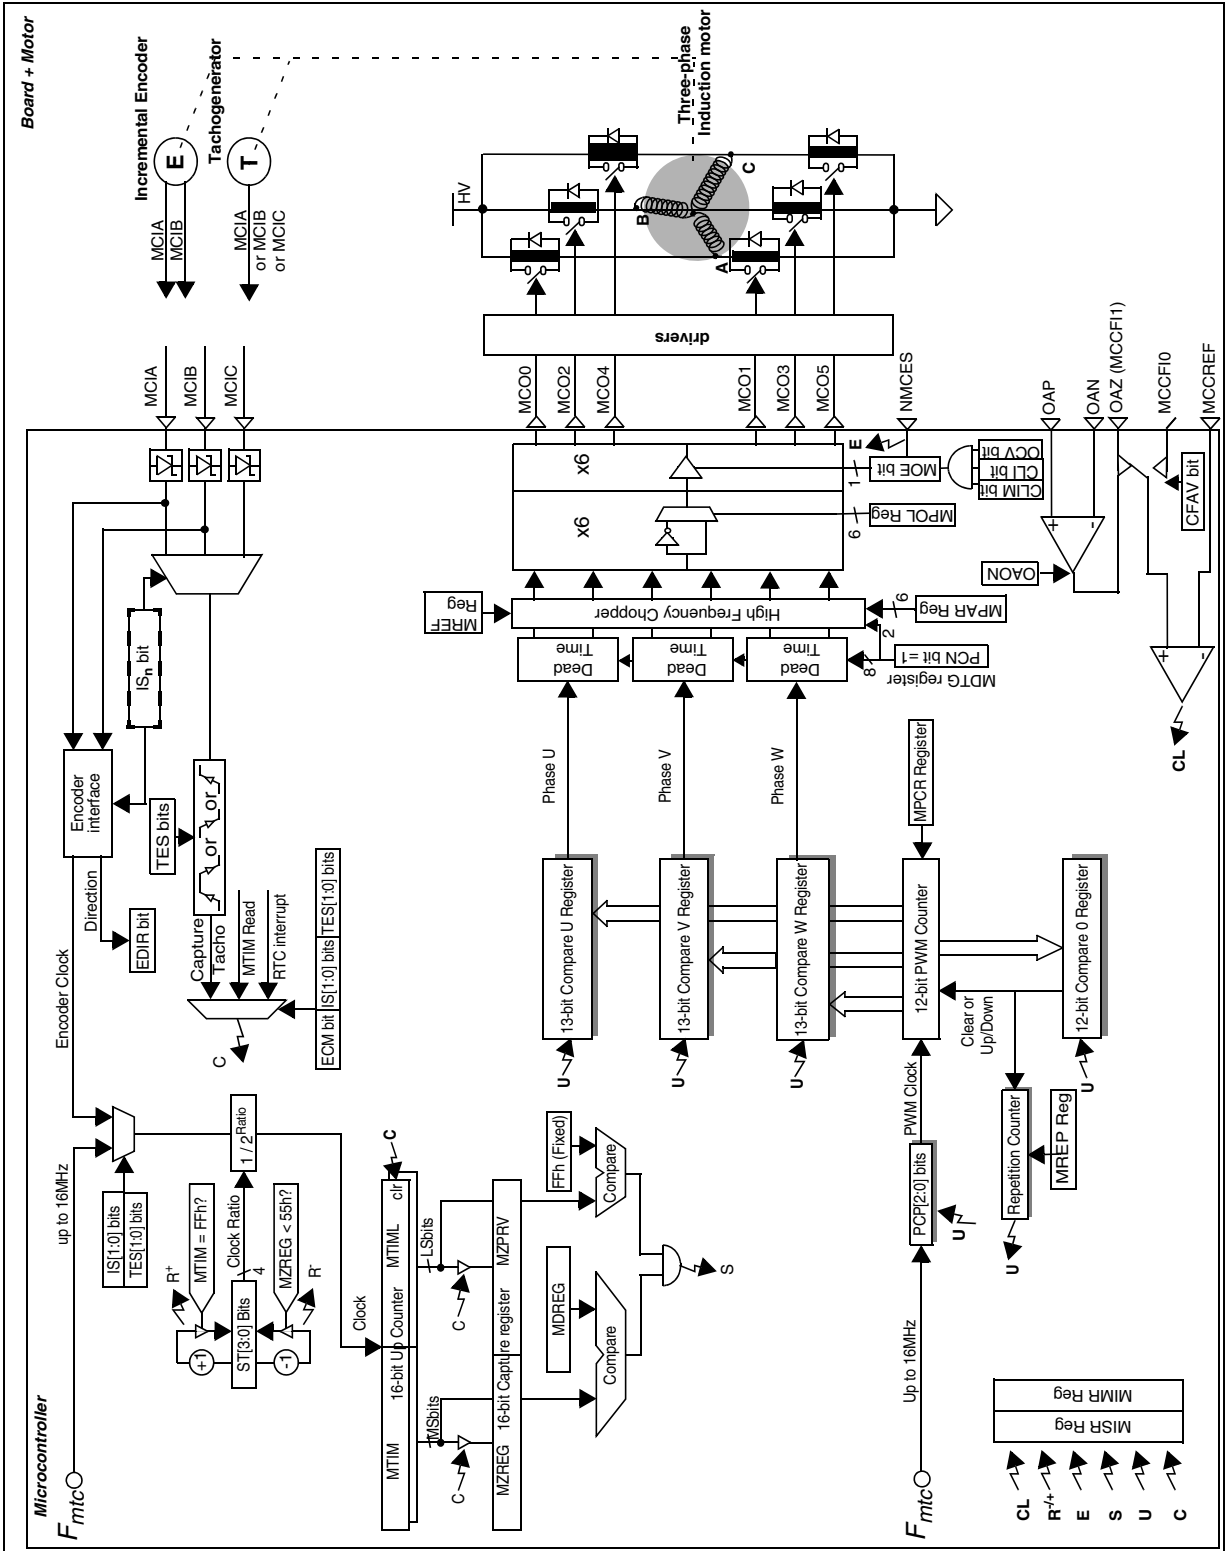 Board + Motor
Microcontroller
Incremental Encoder
E
Tachogenerator
T
MCIA
MCIB
MCIA
or MCIB
or MCIC
Three-phase
Induction motor
HV
A
B
C
MCIA
MCIB
MCIC
drivers
MCO0
MCO2
MCO4
MCO1
MCO3
MCO5
NMCES
OAP
OAN
OAZ (MCCFI1)
MCCFI0
MCCREF
x6
x6
E
1
MOE bit
CLIM bit
CLI bit
OCV bit
6
MPOL Reg
OAON
+
-
CFAV bit
+
-
CL
MREF
Reg
High Frequency Chopper
6
MPAR Reg
2
8
PCN bit =1
MDTG register
Dead
Time
Dead
Time
Dead
Time
Phase U
Phase V
Phase W
ISn bit
Encoder
interface
TES bits
or
or
or
Direction
EDIR bit
Encoder Clock
Capture
Tacho
MTIM Read
RTC interrupt
C
ECM bit
IS[1:0] bits
TES[1:0] bits
13-bit Compare U Register
U
13-bit Compare V Register
U
13-bit Compare W Register
U
MPCR Register
12-bit PWM Counter
PWM Clock
Clear or
Up/Down
12-bit Compare 0 Register
U
Repetition Counter
U
MREP Reg
PCP[2:0] bits
U
Up to 16MHz
Fmtc
Fmtc
up to 16MHz
IS[1:0] bits
TES[1:0] bits
1 / 2Ratio
R+
MTIM = FFh?
Clock Ratio
4
MZREG < 55h?
R-
+1
ST[3:0] Bits
-1
Clock
MTIM
16-bit Up Counter
MTIML
clr
C
MSbits
LSbits
C
C
MZREG
16-bit Capture register
MZPRV
MDREG
FFh (Fixed)
Compare
Compare
S
MIMR Reg
MISR Reg
CL
R-/+
E
S
U
C